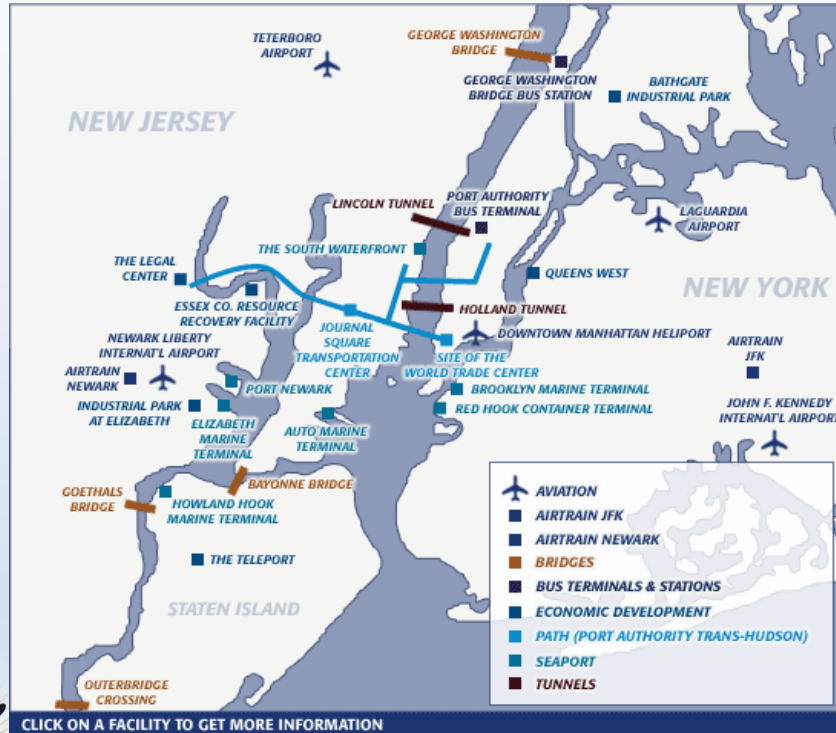 TETERBORO
AIRPORT
GEORGE WASHINGTON
BRIDGE
GEORGE WASHINGTON
BRIDGE BUS STATION
BATHGATE
INDUSTRIAL PARK
NEW JERSEY
LINCOLN TUNNEL
PORT AUTHORITY
BUS TERMINAL
LAGUARDIA
AIRPORT
THE SOUTH WATERFRONT
THE LEGAL
CENTER
QUEENS WEST
NEW YORK
ESSEX CO. RESOURCE
RECOVERY FACILITY
HOLLAND TUNNEL
JOURNAL
SQUARE
TRANSPORTATION
CENTER
DOWNTOWN MANHATTAN HELIPORT
SITE OF THE
WORLD TRADE CENTER
NEWARK LIBERTY
INTERNAT'L AIRPORT
AIRTRAIN
NEWARK
AIRTRAIN
JFK
PORT NEWARK
BROOKLYN MARINE TERMINAL
INDUSTRIAL PARK
AT ELIZABETH
RED HOOK CONTAINER TERMINAL
JOHN F. KENNEDY
INTERNAT'L AIRPORT
ELIZABETH
MARINE
TERMINAL
AUTO MARINE
TERMINAL
BAYONNE BRIDGE
GOETHALS
BRIDGE
HOWLAND HOOK
MARINE TERMINAL
THE TELEPORT
STATEN ISLAND
OUTERBRIDGE
CROSSING
AVIATION
AIRTRAIN JFK
AIRTRAIN NEWARK
BRIDGES
BUS TERMINALS & STATIONS
ECONOMIC DEVELOPMENT
PATH (PORT AUTHORITY TRANS-HUDSON)
SEAPORT
TUNNELS
CLICK ON A FACILITY TO GET MORE INFORMATION